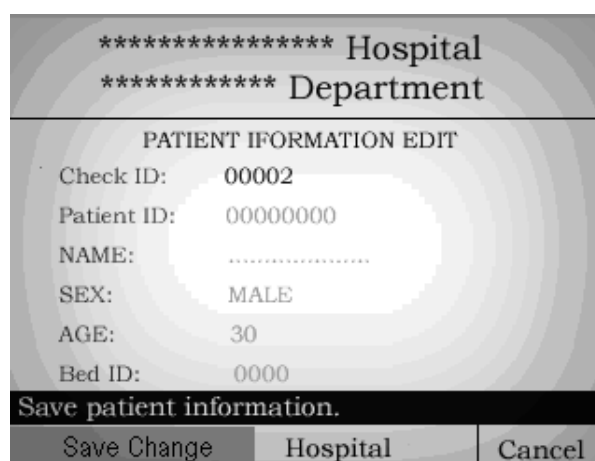 **************** Hospital
************ Department
PATIENT IFORMATION EDIT
Check ID: 00002
Patient ID: 00000000
NAME: ....................
SEX: MALE
AGE: 30
Bed ID: 0000
Save patient information.
Save Change Hospital Cancel